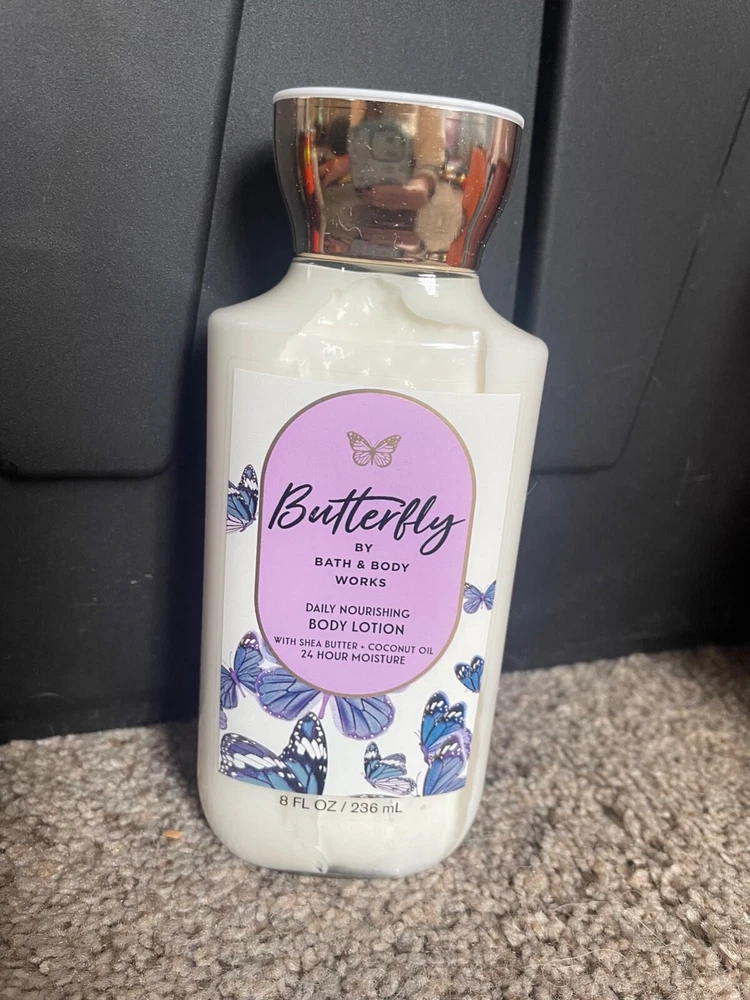 Butterfly
BY
BATH & BODY
WORKS
DAILY NOURISHING
BODY LOTION
WITH SHEA BUTTER + COCONUT OIL
24 HOUR MOISTURE
8 FL OZ / 236 mL